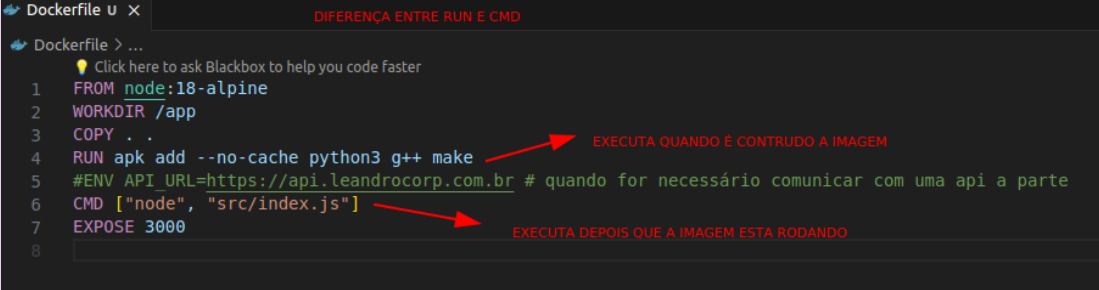 Dockerfile U X
DIFERENÇA ENTRE RUN E CMD
Dockerfile > ...
Click here to ask Blackbox to help you code faster
1 FROM node:18-alpine
2 WORKDIR /app
3 COPY . .
EXECUTA QUANDO É CONTRUDO A IMAGEM
4 RUN apk add --no-cache python3 g++ make
5 #ENV API_URL=https://api.leandrocorp.com.br # quando for necessário comunicar com uma api a parte
6 CMD ["node", "src/index.js"]
7 EXPOSE 3000
EXECUTA DEPOIS QUE A IMAGEM ESTA RODANDO
8